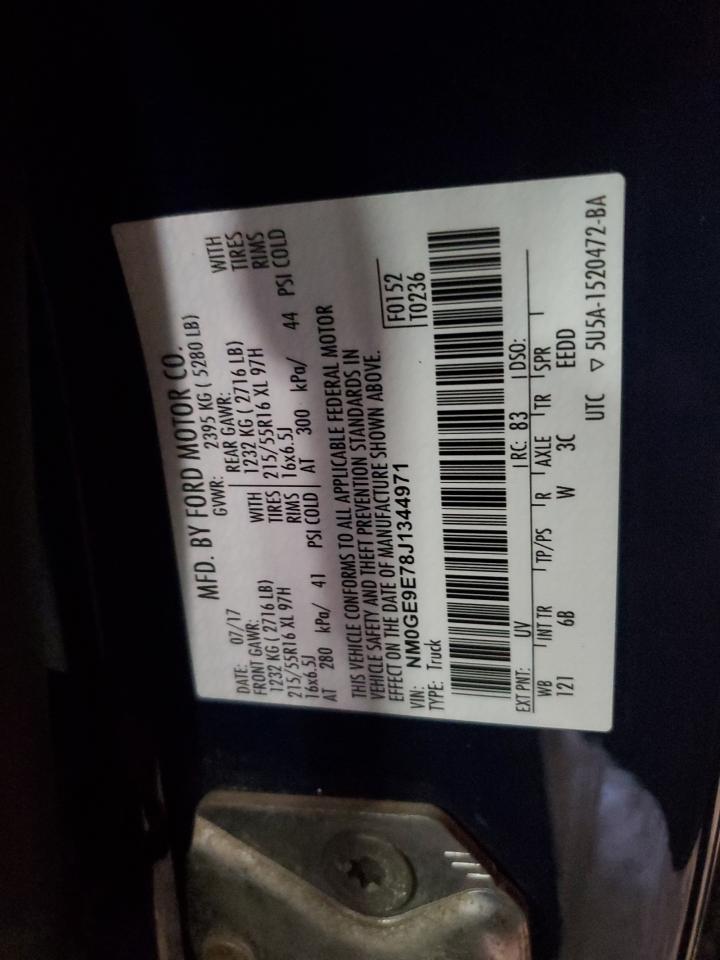 MFD. BY FORD MOTOR CO.
DATE: 07/17 GVWR: 2395 KG ( 5280 LB)
FRONT GAWR: REAR GAWR:
1232 KG ( 2716 LB) WITH 1232 KG ( 2716 LB) WITH
215/55R16 XL 97H TIRES 215/55R16 XL 97H TIRES
16x6.5J RIMS 16x6.5J RIMS
AT 280 kPa/ 41 PSI COLD AT 300 kPa/ 44 PSI COLD
THIS VEHICLE CONFORMS TO ALL APPLICABLE FEDERAL MOTOR
VEHICLE SAFETY AND THEFT PREVENTION STANDARDS IN
EFFECT ON THE DATE OF MANUFACTURE SHOWN ABOVE.
VIN: NM0GE9E78J1344971 F0152
TYPE: Truck T0236
EXT PNT: UV RC: 83 DSO:
WB INT TR TP/PS R AXLE TR SPR
121 6B W 3C EEDD
UTC ▽ 5U5A-1520472-BA